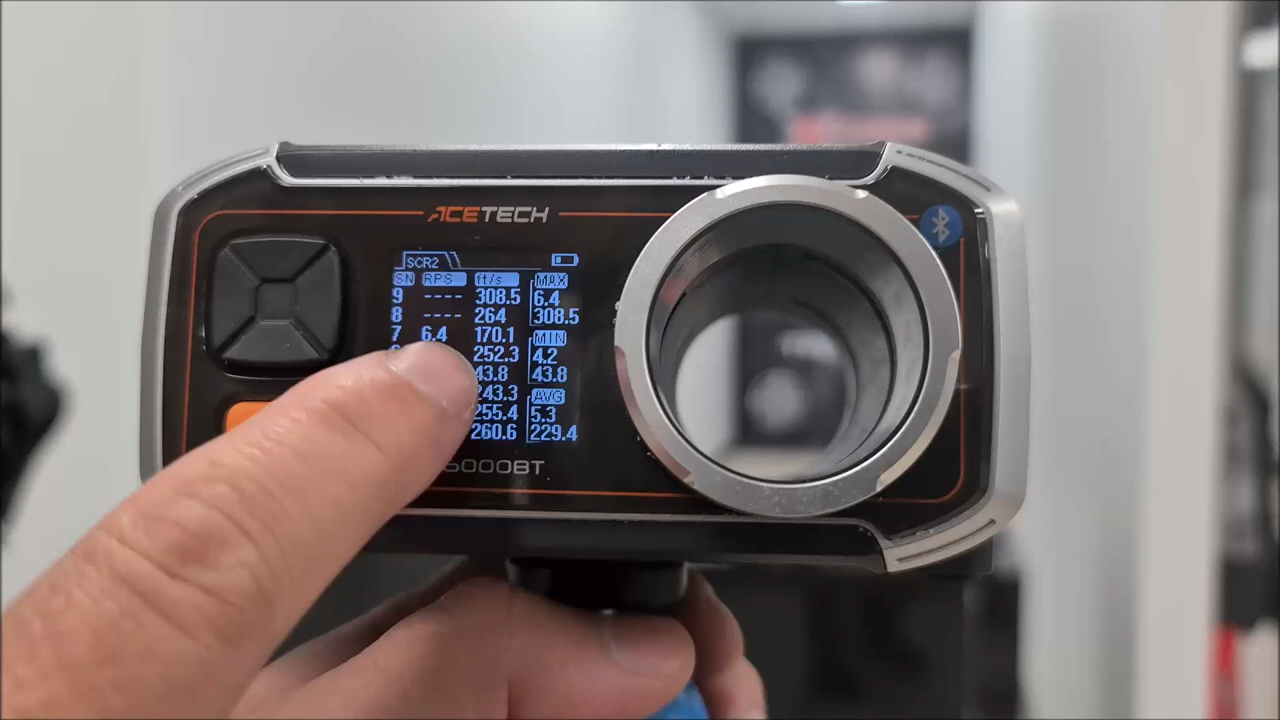 ACETECH
SCR2
SN RPS ft/s MAX
9 ---- 308.5 6.4
8 ---- 264 308.5
7 6.4 170.1 MIN
252.3 4.2
43.8 43.8
243.3 AVG
255.4 5.3
260.6 229.4
6000BT